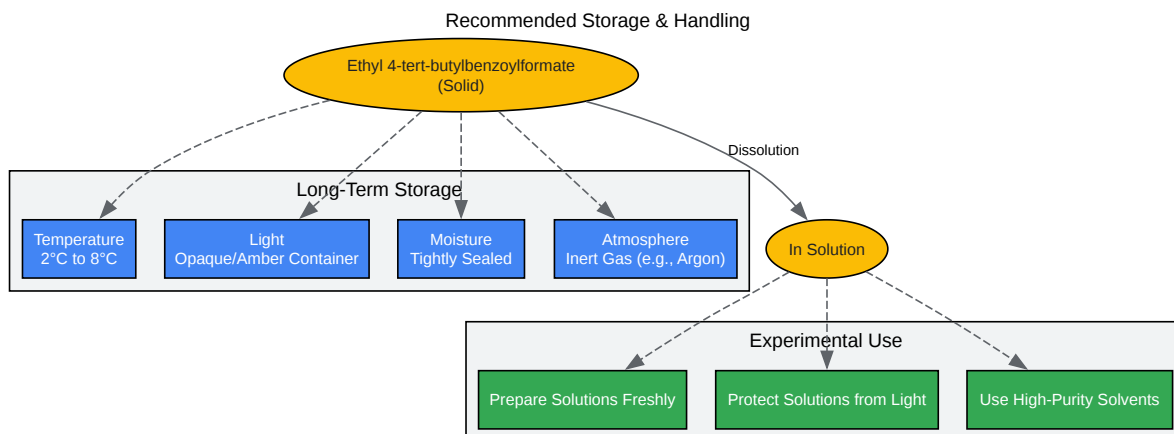 Recommended Storage & Handling
Ethyl 4-tert-butylbenzoylformate
(Solid)
Dissolution
Long-Term Storage
Temperature
2°C to 8°C
Light
Opaque/Amber Container
Moisture
Tightly Sealed
Atmosphere
Inert Gas (e.g., Argon)
In Solution
Experimental Use
Prepare Solutions Freshly
Protect Solutions from Light
Use High-Purity Solvents